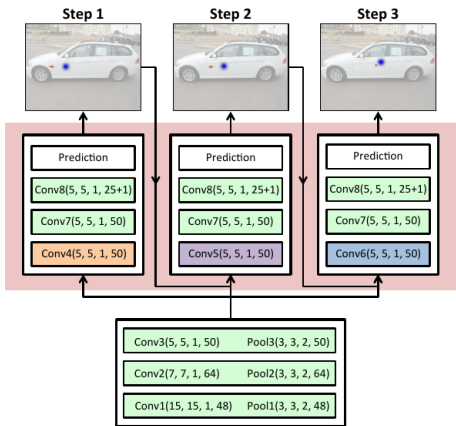 Step 1 Step 2 Step 3
Prediction Prediction Prediction
Conv8(5, 5, 1, 25+1) Conv8(5, 5, 1, 25+1) Conv8(5, 5, 1, 25+1)
Conv7(5, 5, 1, 50) Conv7(5, 5, 1, 50) Conv7(5, 5, 1, 50)
Conv4(5, 5, 1, 50) Conv5(5, 5, 1, 50) Conv6(5, 5, 1, 50)
Conv3(5, 5, 1, 50) Pool3(3, 3, 2, 50)
Conv2(7, 7, 1, 64) Pool2(3, 3, 2, 64)
Conv1(15, 15, 1, 48) Pool1(3, 3, 2, 48)